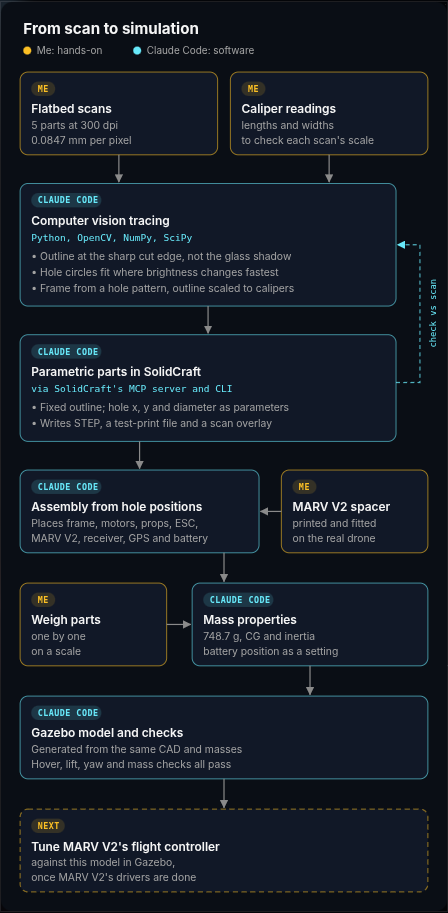 From scan to simulation
Me: hands-on
Claude Code: software
ME
Flatbed scans
5 parts at 300 dpi
0.0847 mm per pixel
ME
Caliper readings
lengths and widths
to check each scan's scale
CLAUDE CODE
Computer vision tracing
Python, OpenCV, NumPy, SciPy
• Outline at the sharp cut edge, not the glass shadow
• Hole circles fit where brightness changes fastest
• Frame from a hole pattern, outline scaled to calipers
check vs scan
CLAUDE CODE
Parametric parts in SolidCraft
via SolidCraft's MCP server and CLI
• Fixed outline; hole x, y and diameter as parameters
• Writes STEP, a test-print file and a scan overlay
CLAUDE CODE
Assembly from hole positions
Places frame, motors, props, ESC,
MARV V2, receiver, GPS and battery
ME
MARV V2 spacer
printed and fitted
on the real drone
ME
Weigh parts
one by one
on a scale
CLAUDE CODE
Mass properties
748.7 g, CG and inertia
battery position as a setting
CLAUDE CODE
Gazebo model and checks
Generated from the same CAD and masses
Hover, lift, yaw and mass checks all pass
NEXT
Tune MARV V2's flight controller
against this model in Gazebo,
once MARV V2's drivers are done